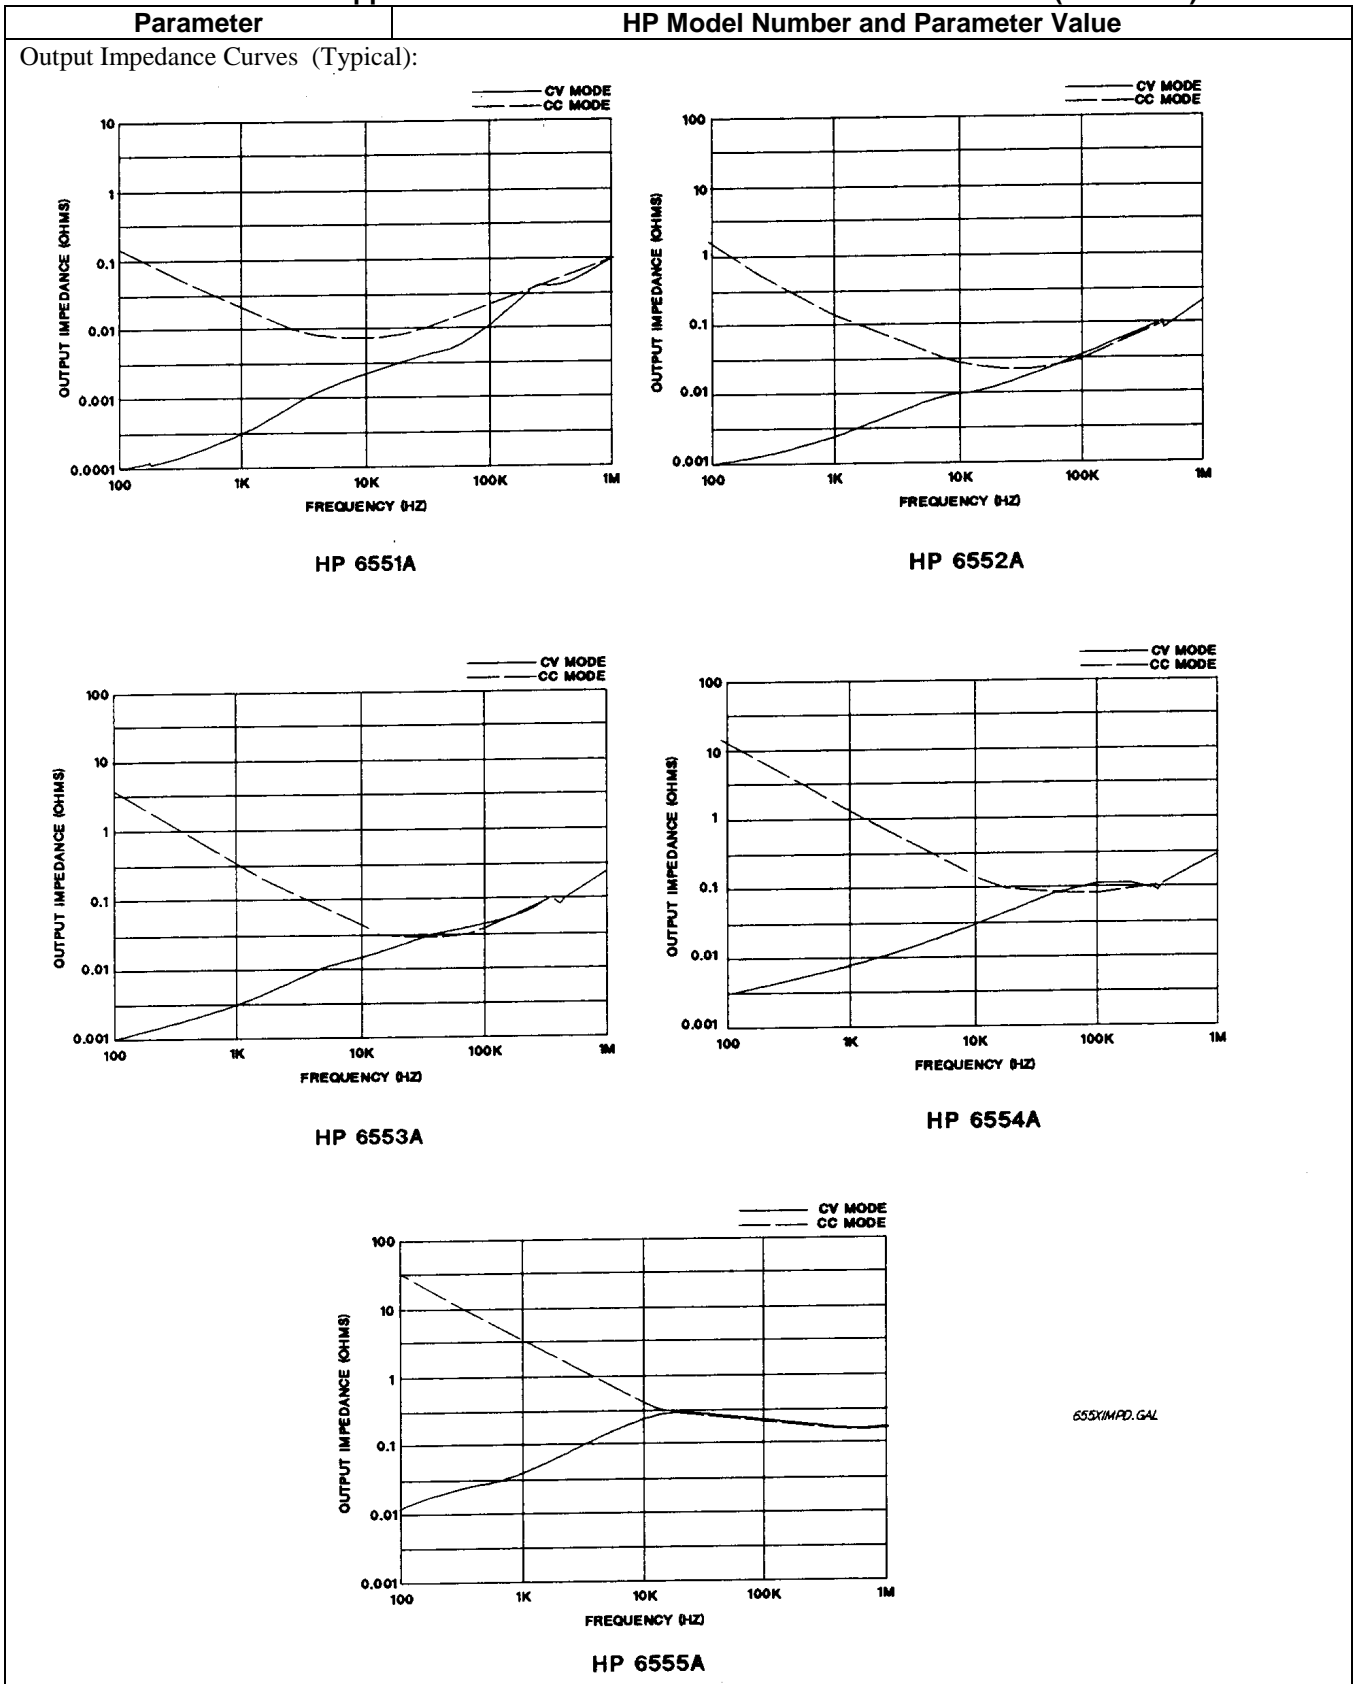 Parameter HP Model Number and Parameter Value
Output Impedance Curves (Typical):
CV MODE
CC MODE
10
1
0.1
0.01
0.001
0.0001
OUTPUT IMPEDANCE (OHMS)
100 1K 10K 100K 1M
FREQUENCY (HZ)
HP 6551A
CV MODE
CC MODE
100
10
1
0.1
0.01
0.001
OUTPUT IMPEDANCE (OHMS)
100 1K 10K 100K 1M
FREQUENCY (HZ)
HP 6552A
CV MODE
CC MODE
100
10
1
0.1
0.01
0.001
OUTPUT IMPEDANCE (OHMS)
100 1K 10K 100K 1M
FREQUENCY (HZ)
HP 6553A
CV MODE
CC MODE
100
10
1
0.1
0.01
0.001
OUTPUT IMPEDANCE (OHMS)
100 1K 10K 100K 1M
FREQUENCY (HZ)
HP 6554A
CV MODE
CC MODE
100
10
1
0.1
0.01
0.001
OUTPUT IMPEDANCE (OHMS)
100 1K 10K 100K 1M
FREQUENCY (HZ)
HP 6555A
655XIMPD.GAL